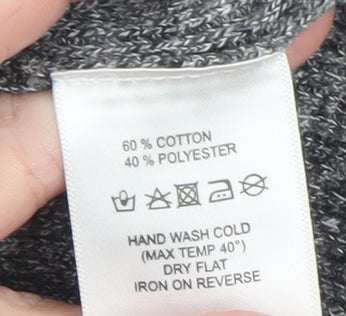 60 % COTTON
40 % POLYESTER
HAND WASH COLD
(MAX TEMP 40°)
DRY FLAT
IRON ON REVERSE